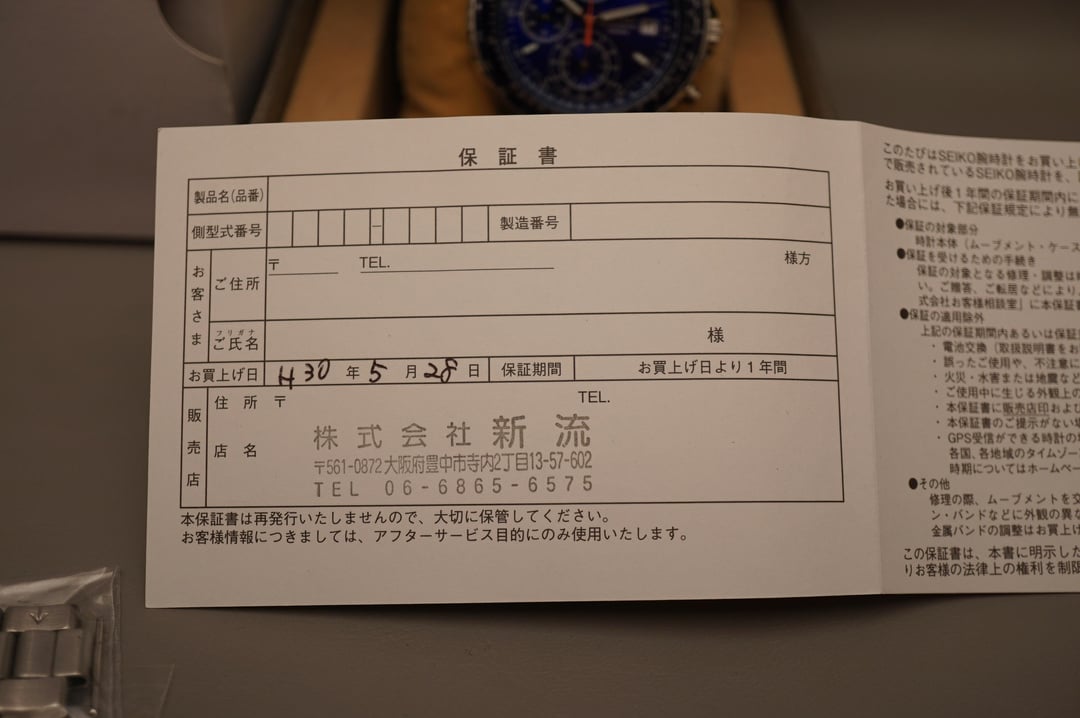 保証書
製品名(品番)
側型式番号 － 製造番号
お客さま
ご住所 〒 TEL. 様方
フリガナ
ご氏名 様
お買上げ日 H30年5月28日 保証期間 お買上げ日より1年間
販売店
住所 〒 TEL.
店名
株式会社新流
〒561-0872大阪府豊中市寺内2丁目13-57-602
TEL 06-6865-6575
本保証書は再発行いたしませんので、大切に保管してください。
お客様情報につきましては、アフターサービス目的にのみ使用いたします。
このたびはSEIKO腕時計をお買い上
で販売されているSEIKO腕時計を、
お買い上げ後1年間の保証期間内に
た場合には、下記保証規定により無
●保証の対象部分
時計本体（ムーブメント・ケース
●保証を受けるための手続き
保証の対象となる修理・調整は
い。ご贈答、ご転居などにより
式会社お客様相談室」に本保証
●保証の適用除外
上記の保証期間内あるいは保証
・電池交換〔取扱説明書をお
・誤ったご使用や、不注意に
・火災・水害または地震など
・ご使用中に生じる外観上の
・本保証書に販売店印およ
・本保証書のご提示がない
・GPS受信ができる時計の
各国、各地域のタイムゾー
時期についてはホームペー
●その他
修理の際、ムーブメントを交
ン・バンドなどに外観の異な
金属バンドの調整はお買上げ
この保証書は、本書に明示した
りお客様の法律上の権利を制限